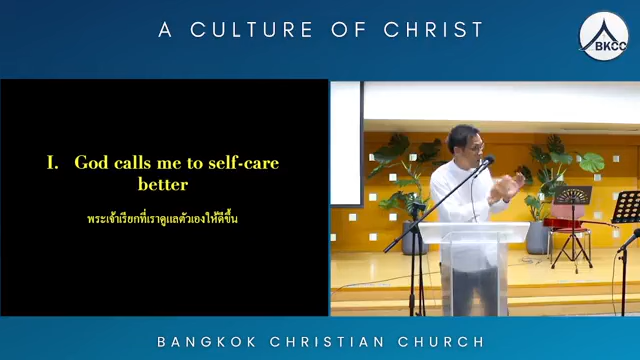 A CULTURE OF CHRIST
BKCC
I. God calls me to self-care
better
พระเจ้าเรียกที่เราดูแลตัวเองให้ดีขึ้น
BANGKOK CHRISTIAN CHURCH